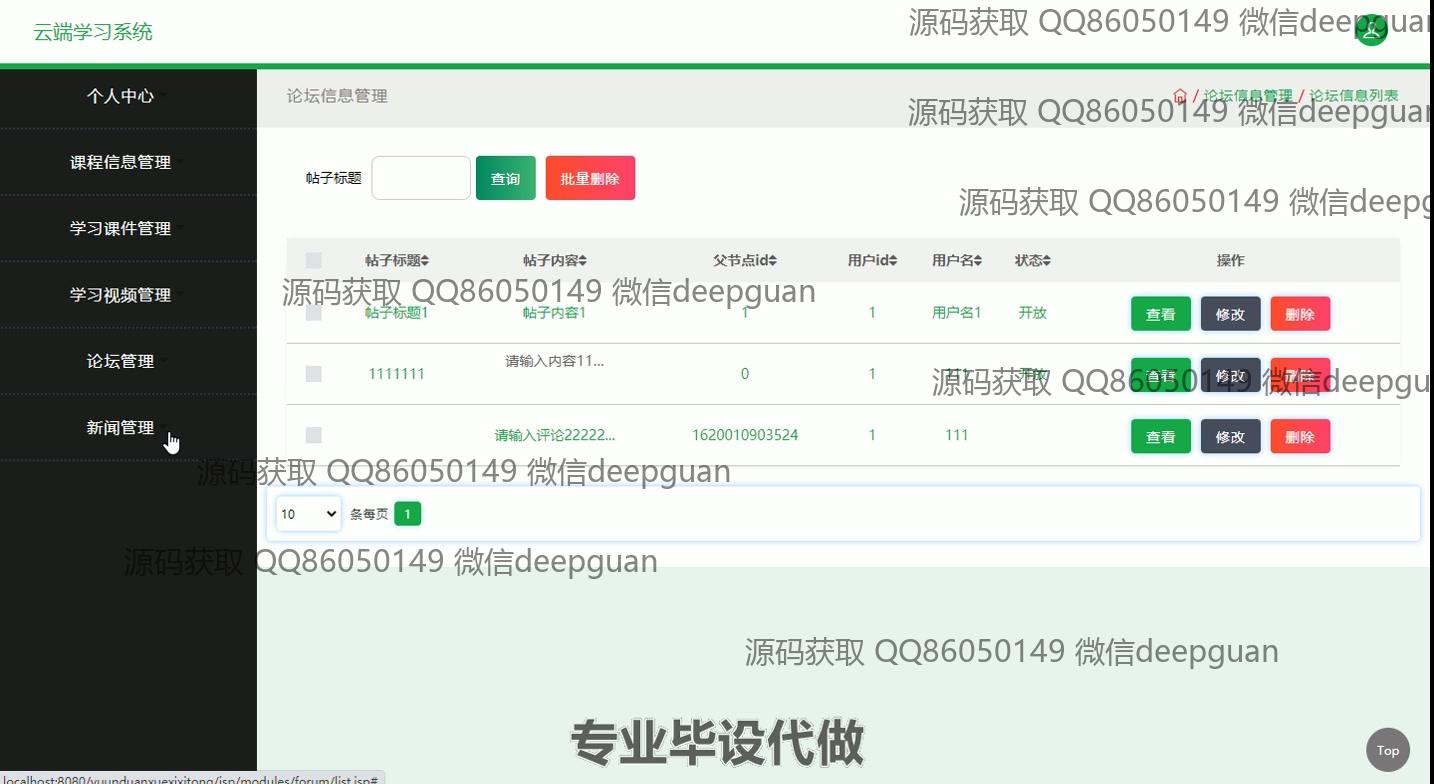 云端学习系统
源码获取 QQ86050149 微信deepguan
个人中心
论坛信息管理
/ 论坛信息管理 / 论坛信息列表
源码获取 QQ86050149 微信deepguan
课程信息管理
帖子标题 查询 批量删除
源码获取 QQ86050149 微信deepg
学习课件管理
帖子标题 帖子内容 父节点id 用户id 用户名 状态 操作
源码获取 QQ86050149 微信deepguan
学习视频管理
帖子标题1 帖子内容1 1 1 用户名1 开放 查看 修改 删除
论坛管理
1111111 请输入内容11... 0 1 111 开放 查看 修改 删除
源码获取 QQ86050149 微信deepgu
新闻管理
请输入评论22222... 1620010903524 1 111 查看 修改 删除
源码获取 QQ86050149 微信deepguan
10 条每页 1
源码获取 QQ86050149 微信deepguan
源码获取 QQ86050149 微信deepguan
专业毕设代做
Top
localhost:8080/yuunduanxuexixitong/jsp/modules/forum/list.jsp#